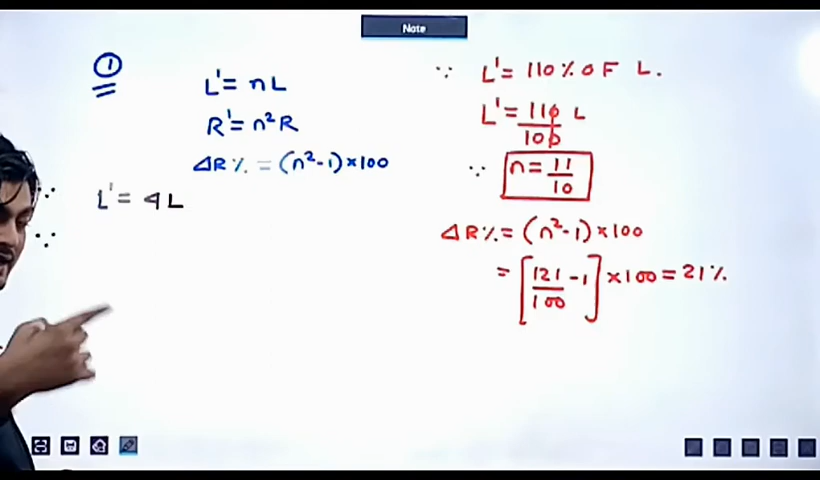 Note
①
L' = nL
R' = n²R
ΔR% = (n²-1)×100
∵ L' = 4L
∴
∵ L' = 110% OF L.
L' = 110/100 L
∵ n = 11/10
ΔR% = (n²-1)×100
= [121/100 -1]×100 = 21%